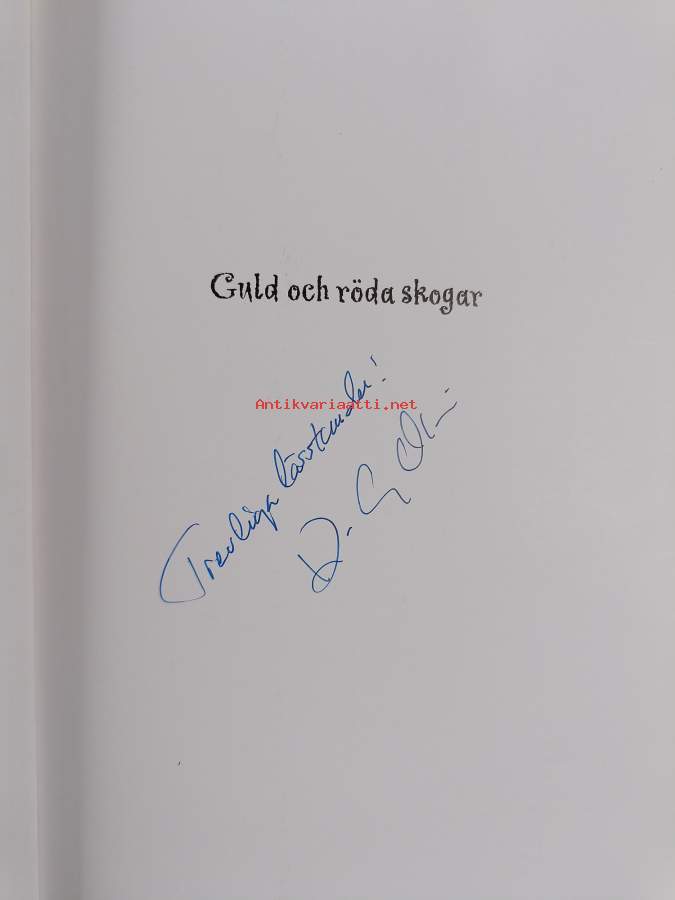 Guld och röda skogar
Antikvariaatti.net
Trevliga lässtunder!